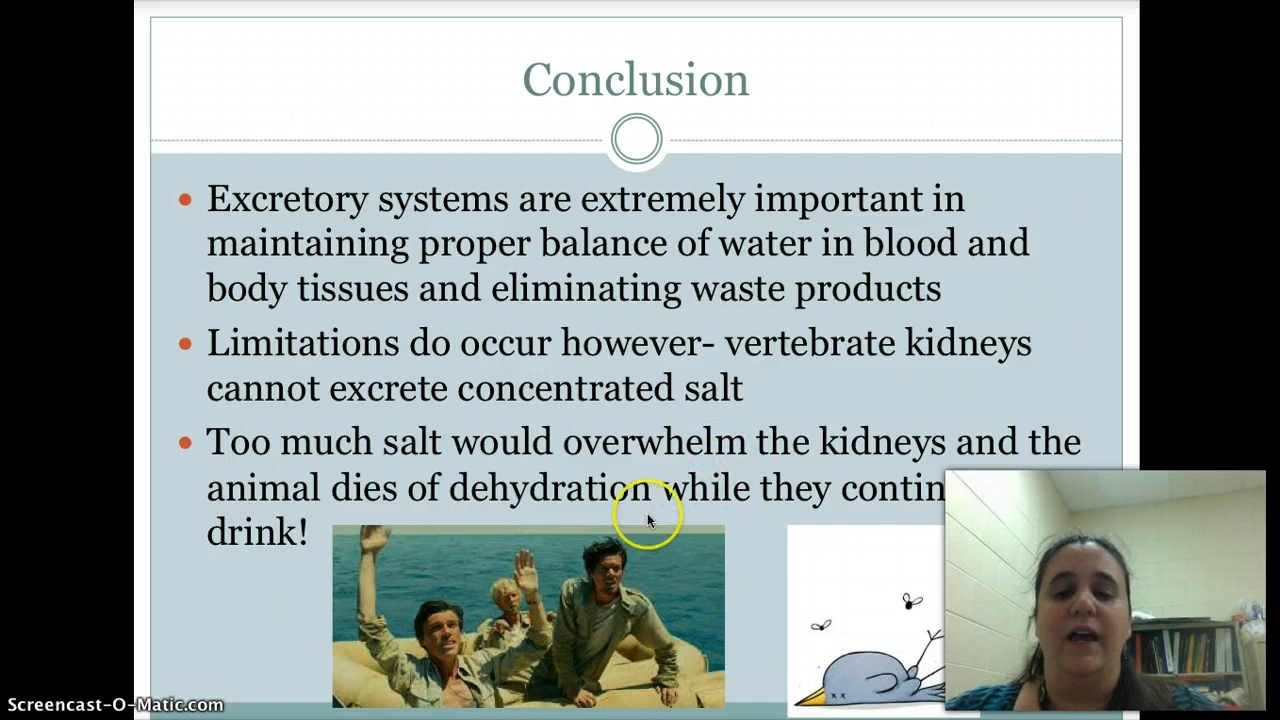 Conclusion
Excretory systems are extremely important in
maintaining proper balance of water in blood and
body tissues and eliminating waste products
Limitations do occur however- vertebrate kidneys
cannot excrete concentrated salt
Too much salt would overwhelm the kidneys and the
animal dies of dehydration while they contin
drink!
Screencast-O-Matic.com